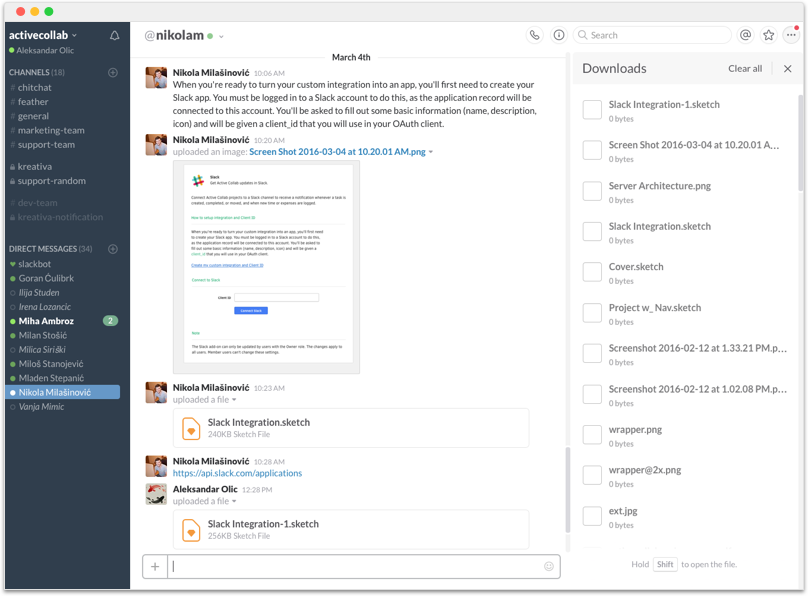 activecollab
Aleksandar Olic
CHANNELS (18)
# chitchat
# feather
# general
# marketing-team
# support-team
kreativa
support-random
# dev-team
kreativa-notification
DIRECT MESSAGES (34)
slackbot
Goran Ćulibrk
Ilija Studen
Irena Lozancic
Miha Ambroz 2
Milan Stošić
Milica Siriški
Miloš Stanojević
Mladen Stepanić
Nikola Milašinović
Vanja Mimic
@nikolam
Search
March 4th
Nikola Milašinović 10:06 AM
When you're ready to turn your custom integration into an app, you'll first need to create your
Slack app. You must be logged in to a Slack account to do this, as the application record will be
connected to this account. You'll be asked to fill out some basic information (name, description,
icon) and will be given a client_id that you will use in your OAuth client.
Nikola Milašinović 10:20 AM
uploaded an image: Screen Shot 2016-03-04 at 10.20.01 AM.png
Slack
Get Active Collab updates in Slack
Connect Active Collab projects to a Slack channel to receive a notification whenever a task is
created, completed, or moved, and when new time or expenses are logged.
How to setup integration and Client ID
When you're ready to turn your custom integration into an app, you'll first need
to create your Slack app. You must be logged in to a Slack account to do this,
as the application record will be connected to this account. You'll be asked to
fill out some basic information (name, description, icon) and will be given a
client_id that you will use in your OAuth client.
Create my custom integration and Client ID
Connect to Slack
Client ID
Connect Slack
Note
The Slack add-on can only be updated by users with the Owner role. The changes apply to
all users. Member users can't change these settings.
Nikola Milašinović 10:23 AM
uploaded a file
Slack Integration.sketch
240KB Sketch File
Nikola Milašinović 10:28 AM
https://api.slack.com/applications
Aleksandar Olic 12:28 PM
uploaded a file
Slack Integration-1.sketch
256KB Sketch File
Downloads Clear all
Slack Integration-1.sketch
0 bytes
Screen Shot 2016-03-04 at 10.20.01 A...
0 bytes
Server Architecture.png
0 bytes
Slack Integration.sketch
0 bytes
Cover.sketch
0 bytes
Project w_ Nav.sketch
0 bytes
Screenshot 2016-02-12 at 1.33.21 PM.p...
0 bytes
Screenshot 2016-02-12 at 1.02.08 PM.p...
0 bytes
wrapper.png
0 bytes
wrapper@2x.png
0 bytes
ext.jpg
0 bytes
Hold Shift to open the file.